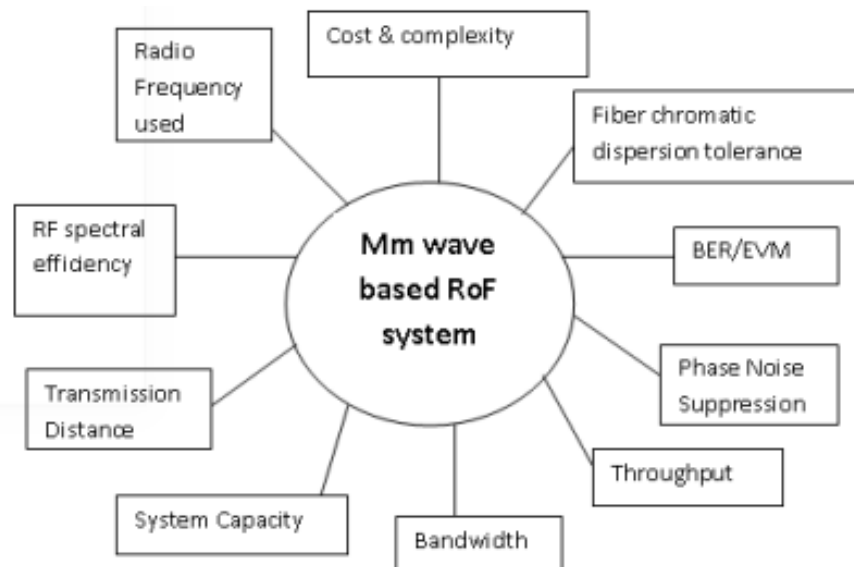 Cost & complexity
Radio
Frequency
used
Fiber chromatic
dispersion tolerance
RF spectral
efficiency
Mm wave
based RoF
system
BER/EVM
Transmission
Distance
Phase Noise
Suppression
System Capacity
Bandwidth
Throughput